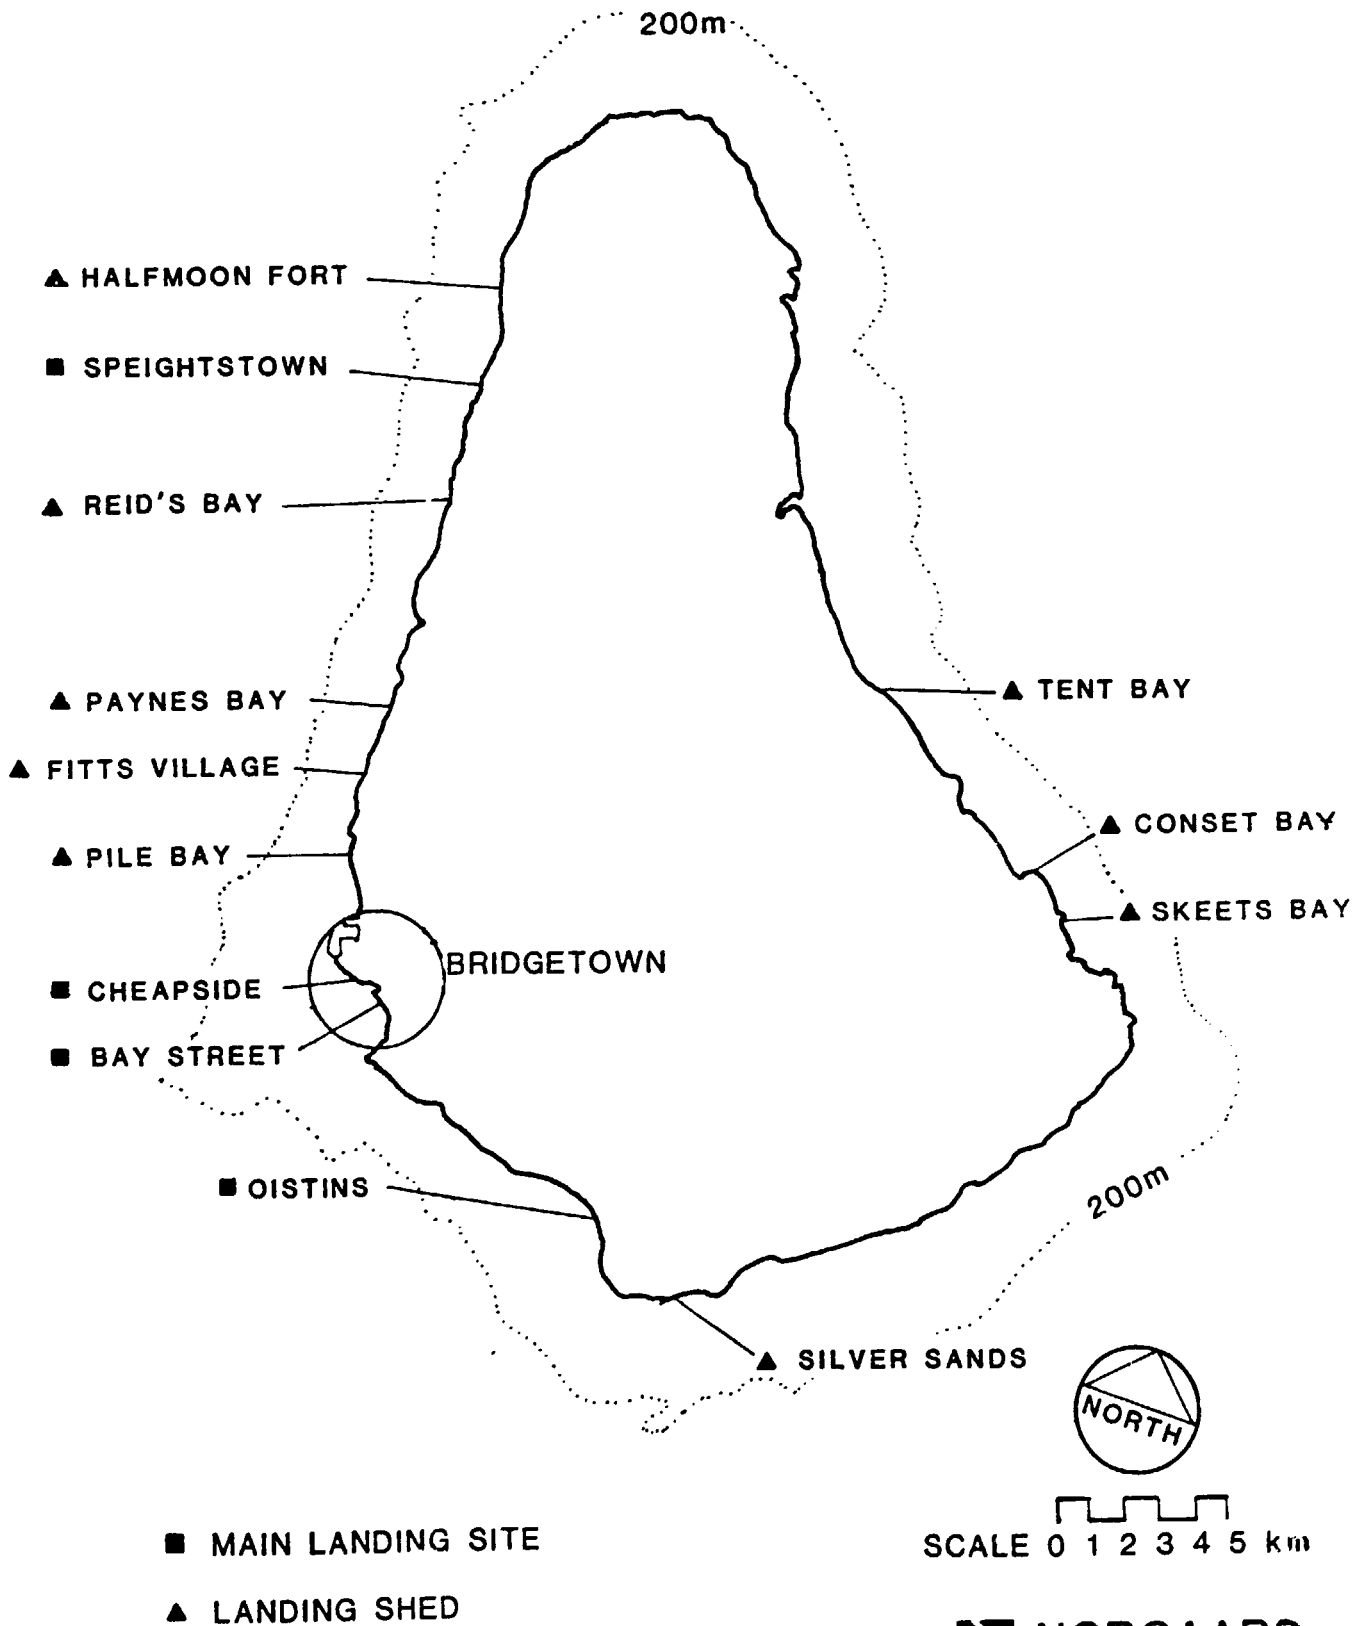 200m
▲ HALFMOON FORT
■ SPEIGHTSTOWN
▲ REID'S BAY
▲ PAYNES BAY
▲ TENT BAY
▲ FITTS VILLAGE
▲ CONSET BAY
▲ PILE BAY
▲ SKEETS BAY
BRIDGETOWN
■ CHEAPSIDE
■ BAY STREET
■ OISTINS
200m
▲ SILVER SANDS
NORTH
SCALE 0 1 2 3 4 5 km
■ MAIN LANDING SITE
▲ LANDING SHED